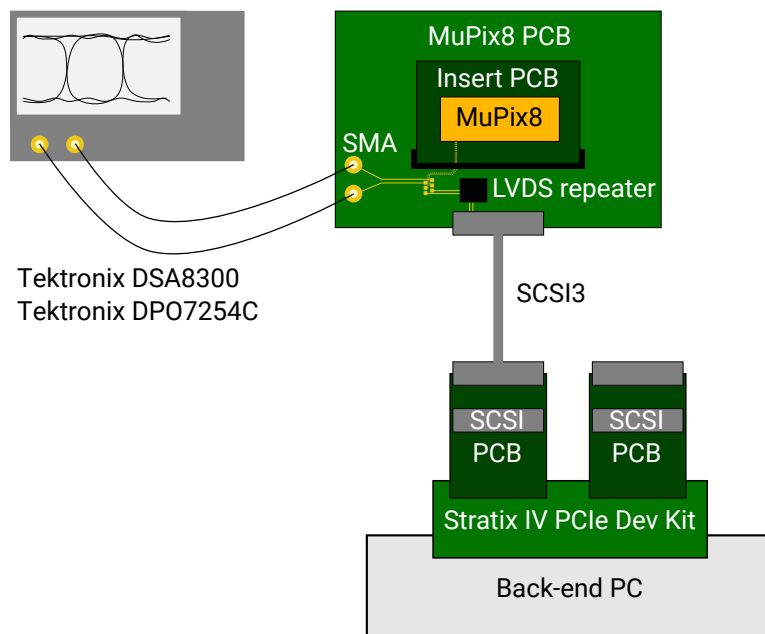 MuPix8 PCB
Insert PCB
MuPix8
SMA
LVDS repeater
Tektronix DSA8300
Tektronix DPO7254C
SCSI3
SCSI
PCB
SCSI
PCB
Stratix IV PCIe Dev Kit
Back-end PC